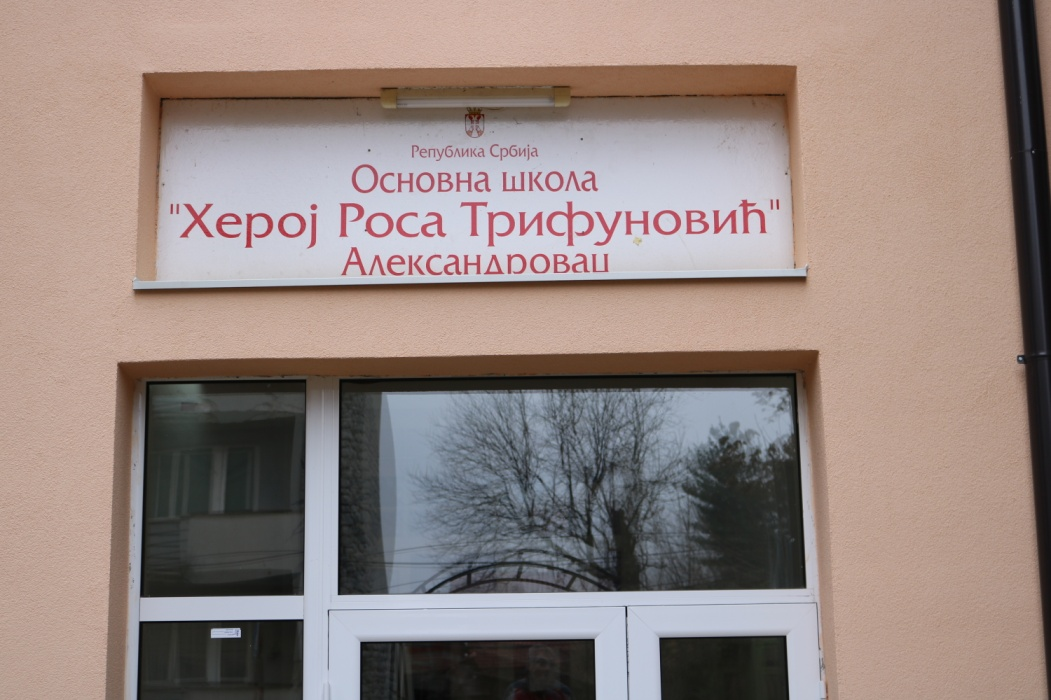 Република Србија
Основна школа
"Херој Роса Трифуновић"
Александровац